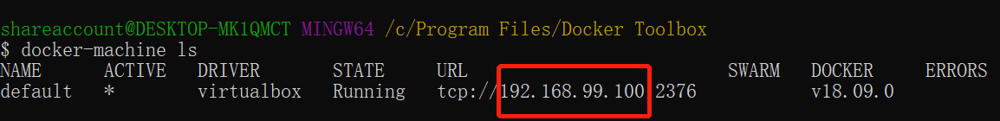 shareaccount@DESKTOP-MK1QMCT MINGW64 /c/Program Files/Docker Toolbox
$ docker-machine ls
NAME ACTIVE DRIVER STATE URL SWARM DOCKER ERRORS
default * virtualbox Running tcp://192.168.99.100:2376 v18.09.0